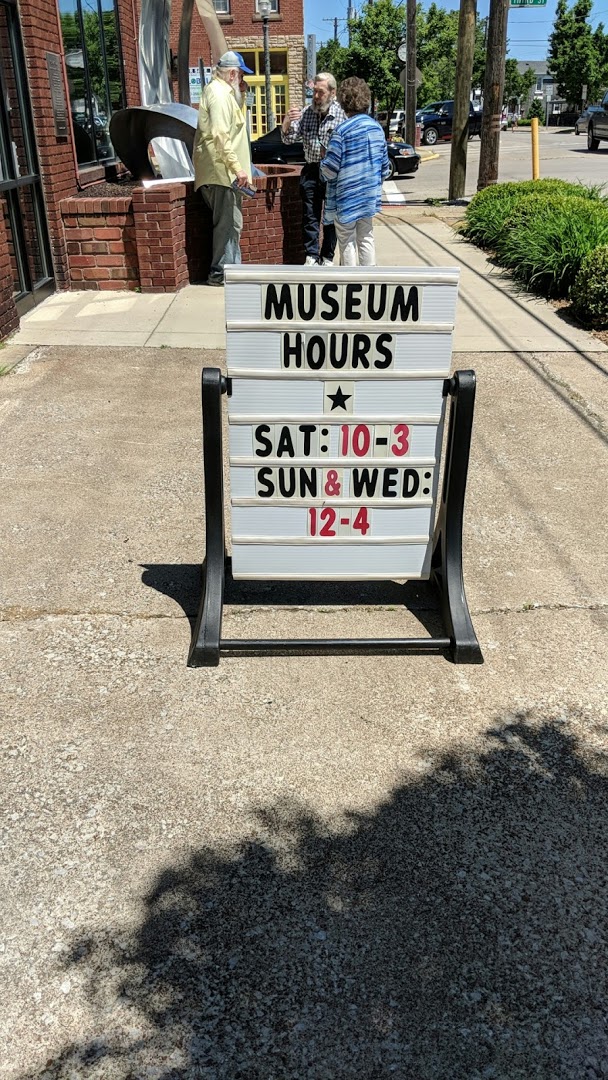 MUSEUM
HOURS
★
SAT: 10-3
SUN & WED:
12-4